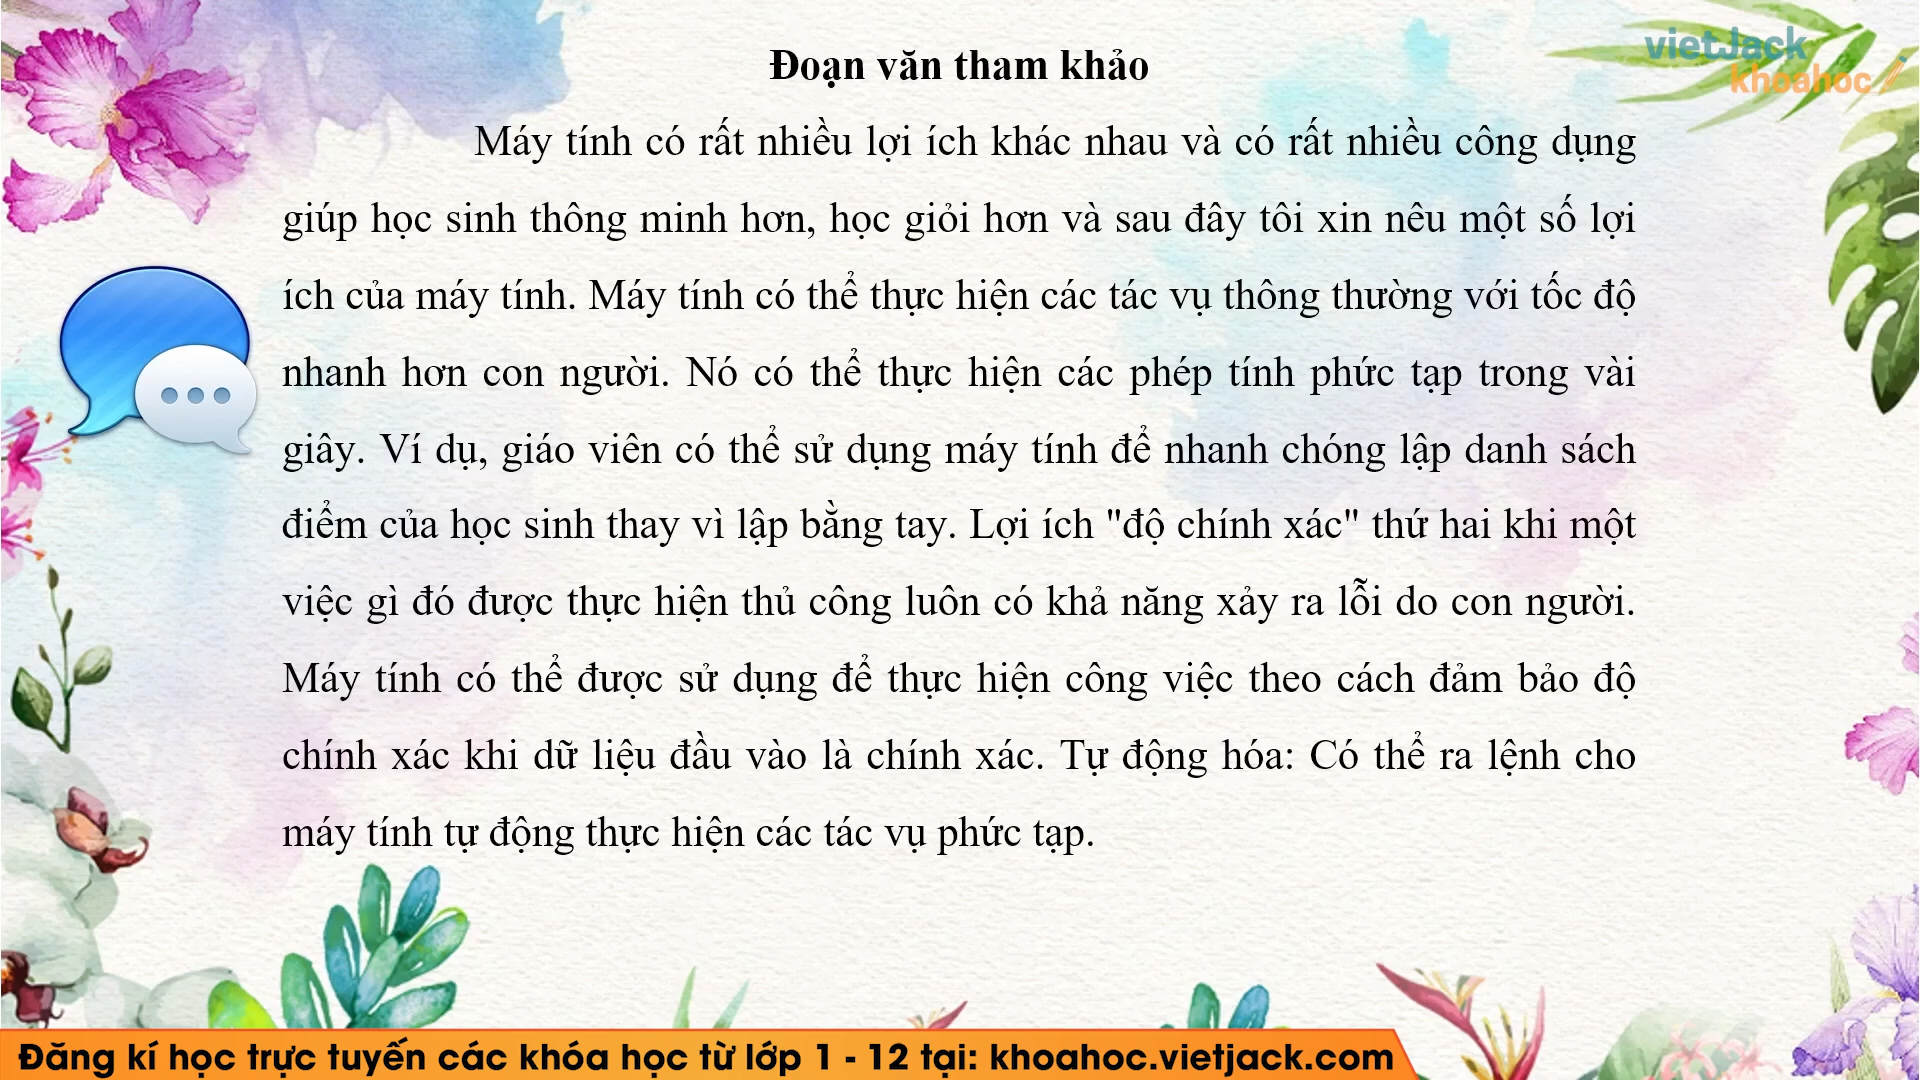 vietJack
khoahoc
Đoạn văn tham khảo
Máy tính có rất nhiều lợi ích khác nhau và có rất nhiều công dụng
giúp học sinh thông minh hơn, học giỏi hơn và sau đây tôi xin nêu một số lợi
ích của máy tính. Máy tính có thể thực hiện các tác vụ thông thường với tốc độ
nhanh hơn con người. Nó có thể thực hiện các phép tính phức tạp trong vài
giây. Ví dụ, giáo viên có thể sử dụng máy tính để nhanh chóng lập danh sách
điểm của học sinh thay vì lập bằng tay. Lợi ích "độ chính xác" thứ hai khi một
việc gì đó được thực hiện thủ công luôn có khả năng xảy ra lỗi do con người.
Máy tính có thể được sử dụng để thực hiện công việc theo cách đảm bảo độ
chính xác khi dữ liệu đầu vào là chính xác. Tự động hóa: Có thể ra lệnh cho
máy tính tự động thực hiện các tác vụ phức tạp.
Đăng kí học trực tuyến các khóa học từ lớp 1 - 12 tại: khoahoc.vietjack.com